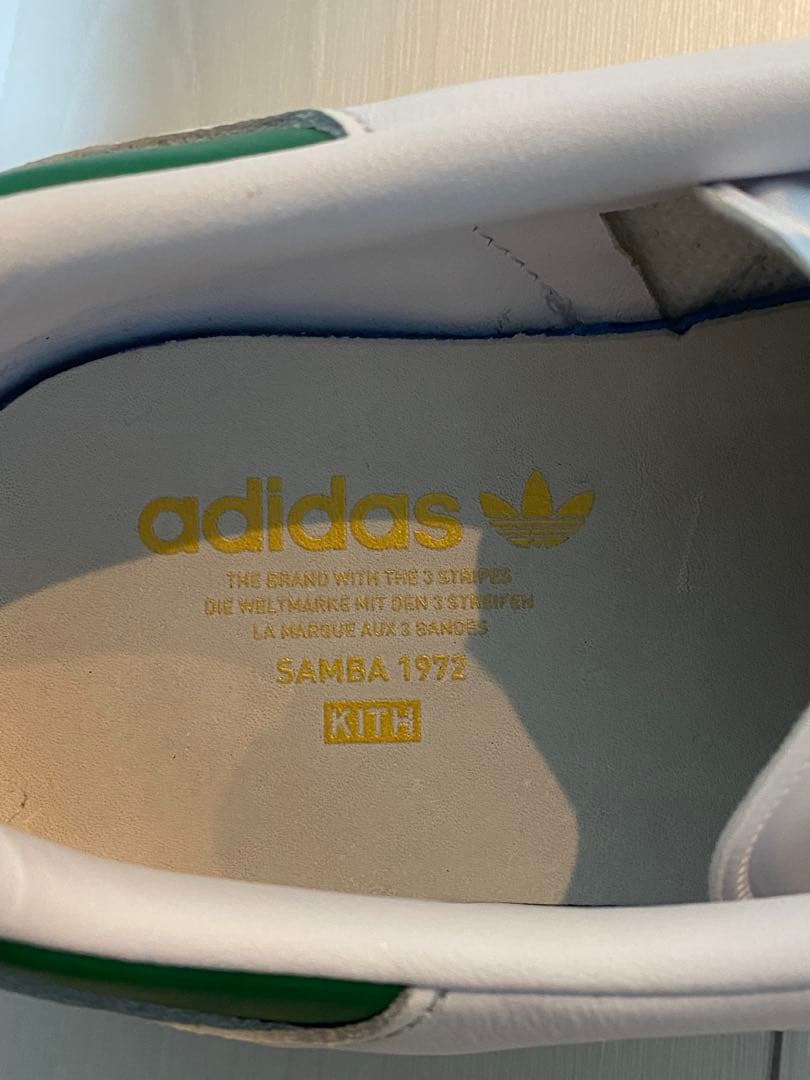 adidas
THE BRAND WITH THE 3 STRIPES
DIE WELTMARKE MIT DEN 3 STREIFEN
LA MARQUE AUX 3 BANDES
SAMBA 1972
KITH